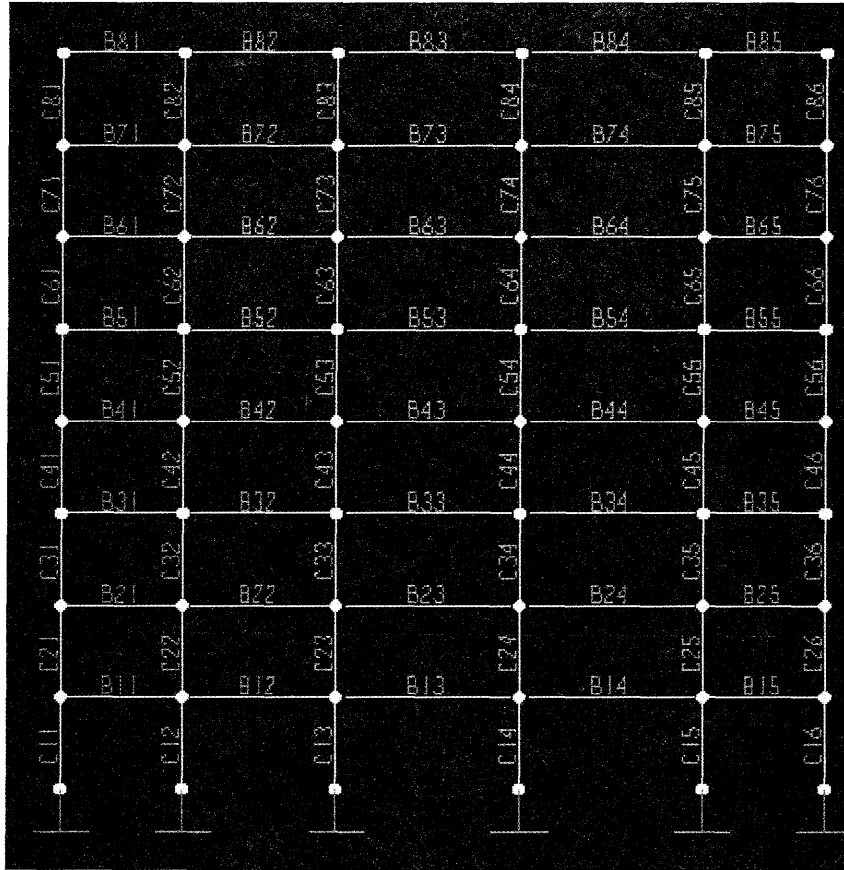 B81 B82 B83 B84 B85
C81 C82 C83 C84 C85 C86
B71 B72 B73 B74 B75
C71 C72 C73 C74 C75 C76
B61 B62 B63 B64 B65
C61 C62 C63 C64 C65 C66
B51 B52 B53 B54 B55
C51 C52 C53 C54 C55 C56
B41 B42 B43 B44 B45
C41 C42 C43 C44 C45 C46
B31 B32 B33 B34 B35
C31 C32 C33 C34 C35 C36
B21 B22 B23 B24 B25
C21 C22 C23 C24 C25 C26
B11 B12 B13 B14 B15
C11 C12 C13 C14 C15 C16